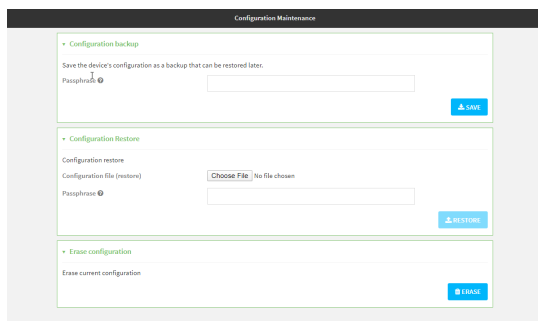 Configuration Maintenance
Configuration backup
Save the device's configuration as a backup that can be restored later.
Passphrase
SAVE
Configuration Restore
Configuration restore
Configuration file (restore)
Choose File No file chosen
Passphrase
RESTORE
Erase configuration
Erase current configuration
ERASE